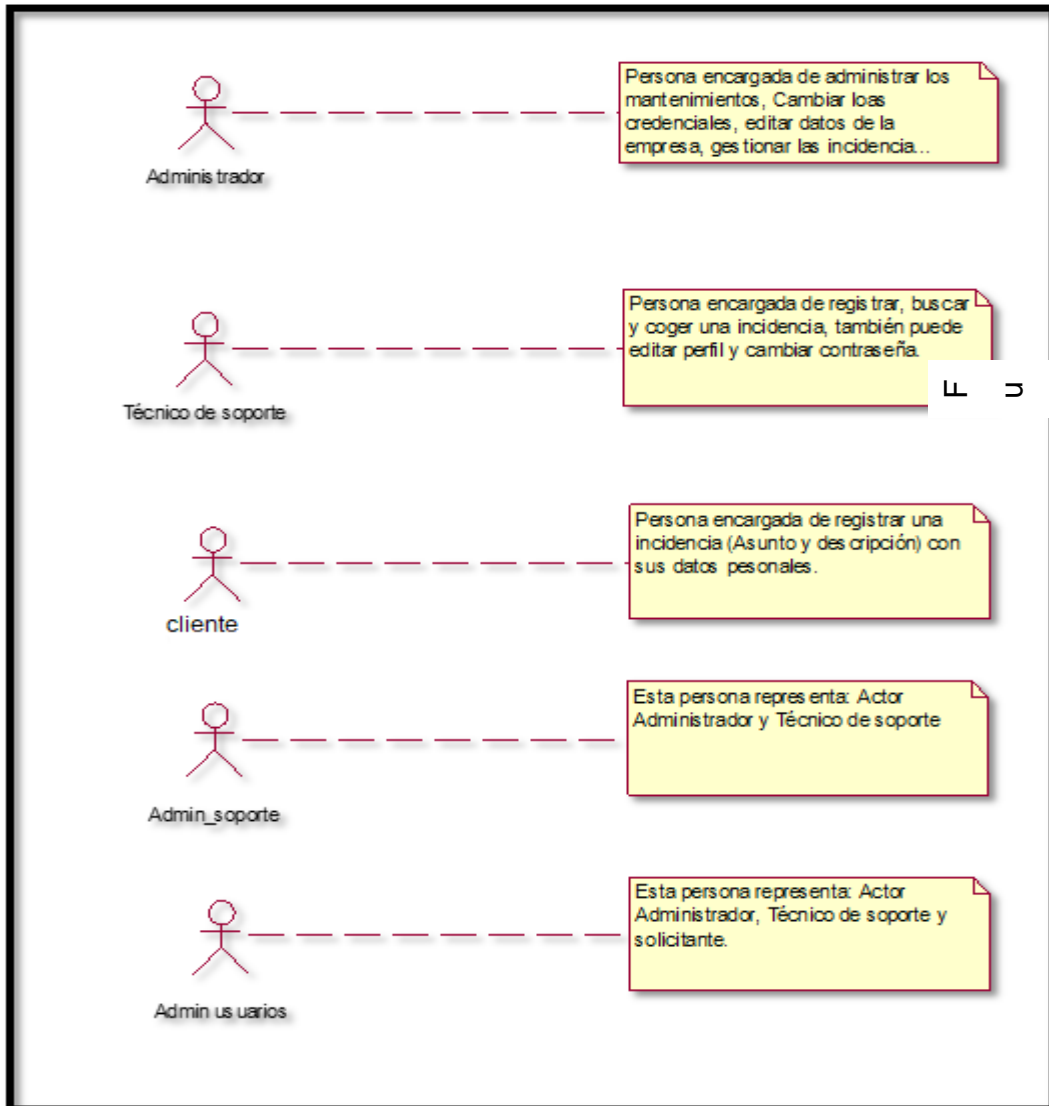 Persona encargada de administrar los
mantenimientos, Cambiar loas
credenciales, editar datos de la
empresa, gestionar las incidencia...
Administrador
Persona encargada de registrar, buscar
y coger una incidencia, también puede
editar perfil y cambiar contraseña.
F
u
Técnico de soporte
Persona encargada de registrar una
incidencia (Asunto y descripción) con
sus datos pesonales.
cliente
Esta persona representa: Actor
Administrador y Técnico de soporte
Admin_soporte
Esta persona representa: Actor
Administrador, Técnico de soporte y
solicitante.
Admin usuarios